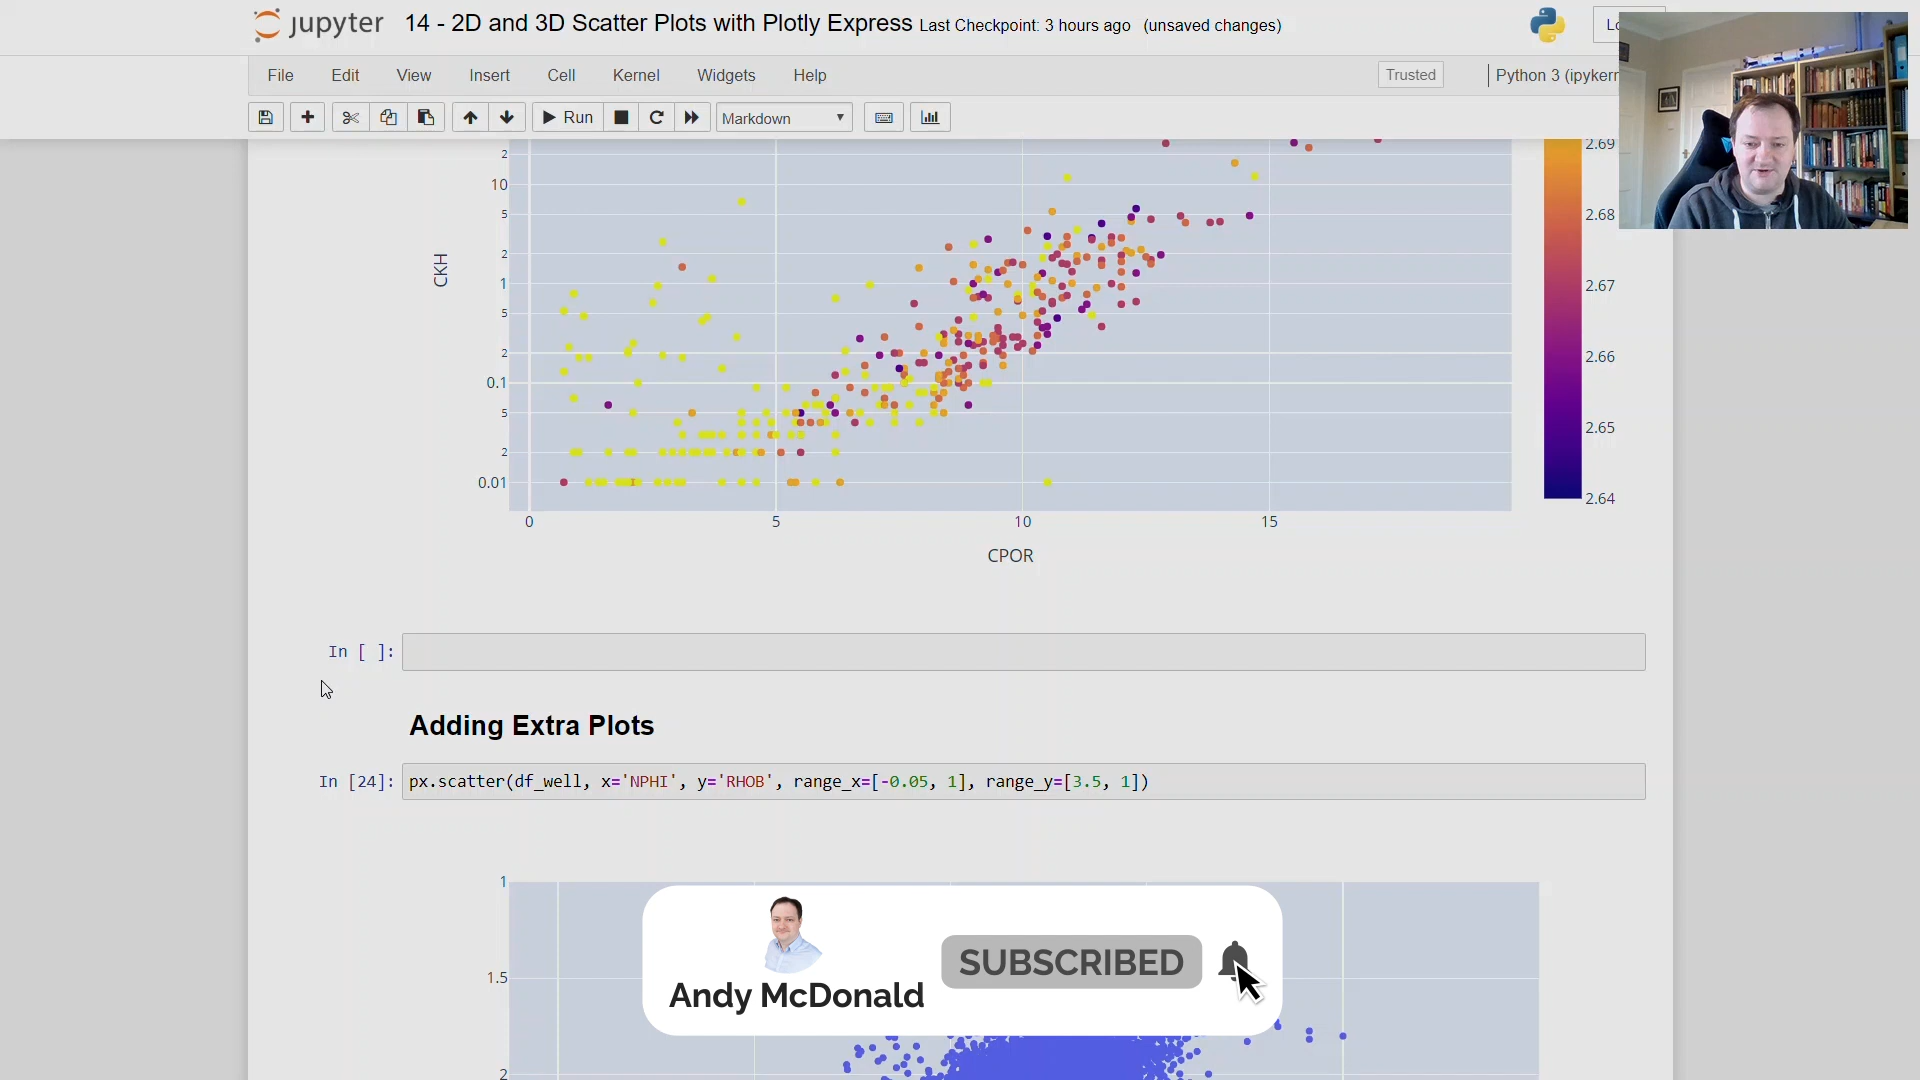 jupyter 14 - 2D and 3D Scatter Plots with Plotly Express Last Checkpoint: 3 hours ago (unsaved changes)
File Edit View Insert Cell Kernel Widgets Help Trusted Python 3
Run Markdown
2
10
5
2
1
5
2
0.1
5
2
0.01
CKH
0 5 10 15
CPOR
2.69
2.68
2.67
2.66
2.65
2.64
In [ ]:
Adding Extra Plots
In [24]: px.scatter(df_well, x='NPHI', y='RHOB', range_x=[-0.05, 1], range_y=[3.5, 1])
1
1.5
2
SUBSCRIBED
Andy McDonald